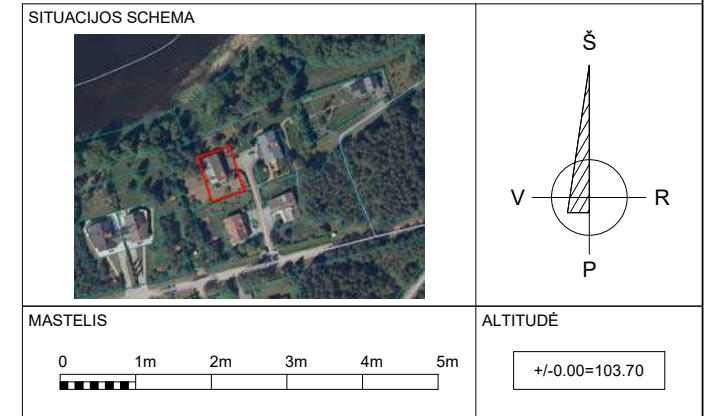 SITUACIJOS SCHEMA
Š
V
R
P
MASTELIS
0 1m 2m 3m 4m 5m
ALTITUDĖ
+/-0.00=103.70